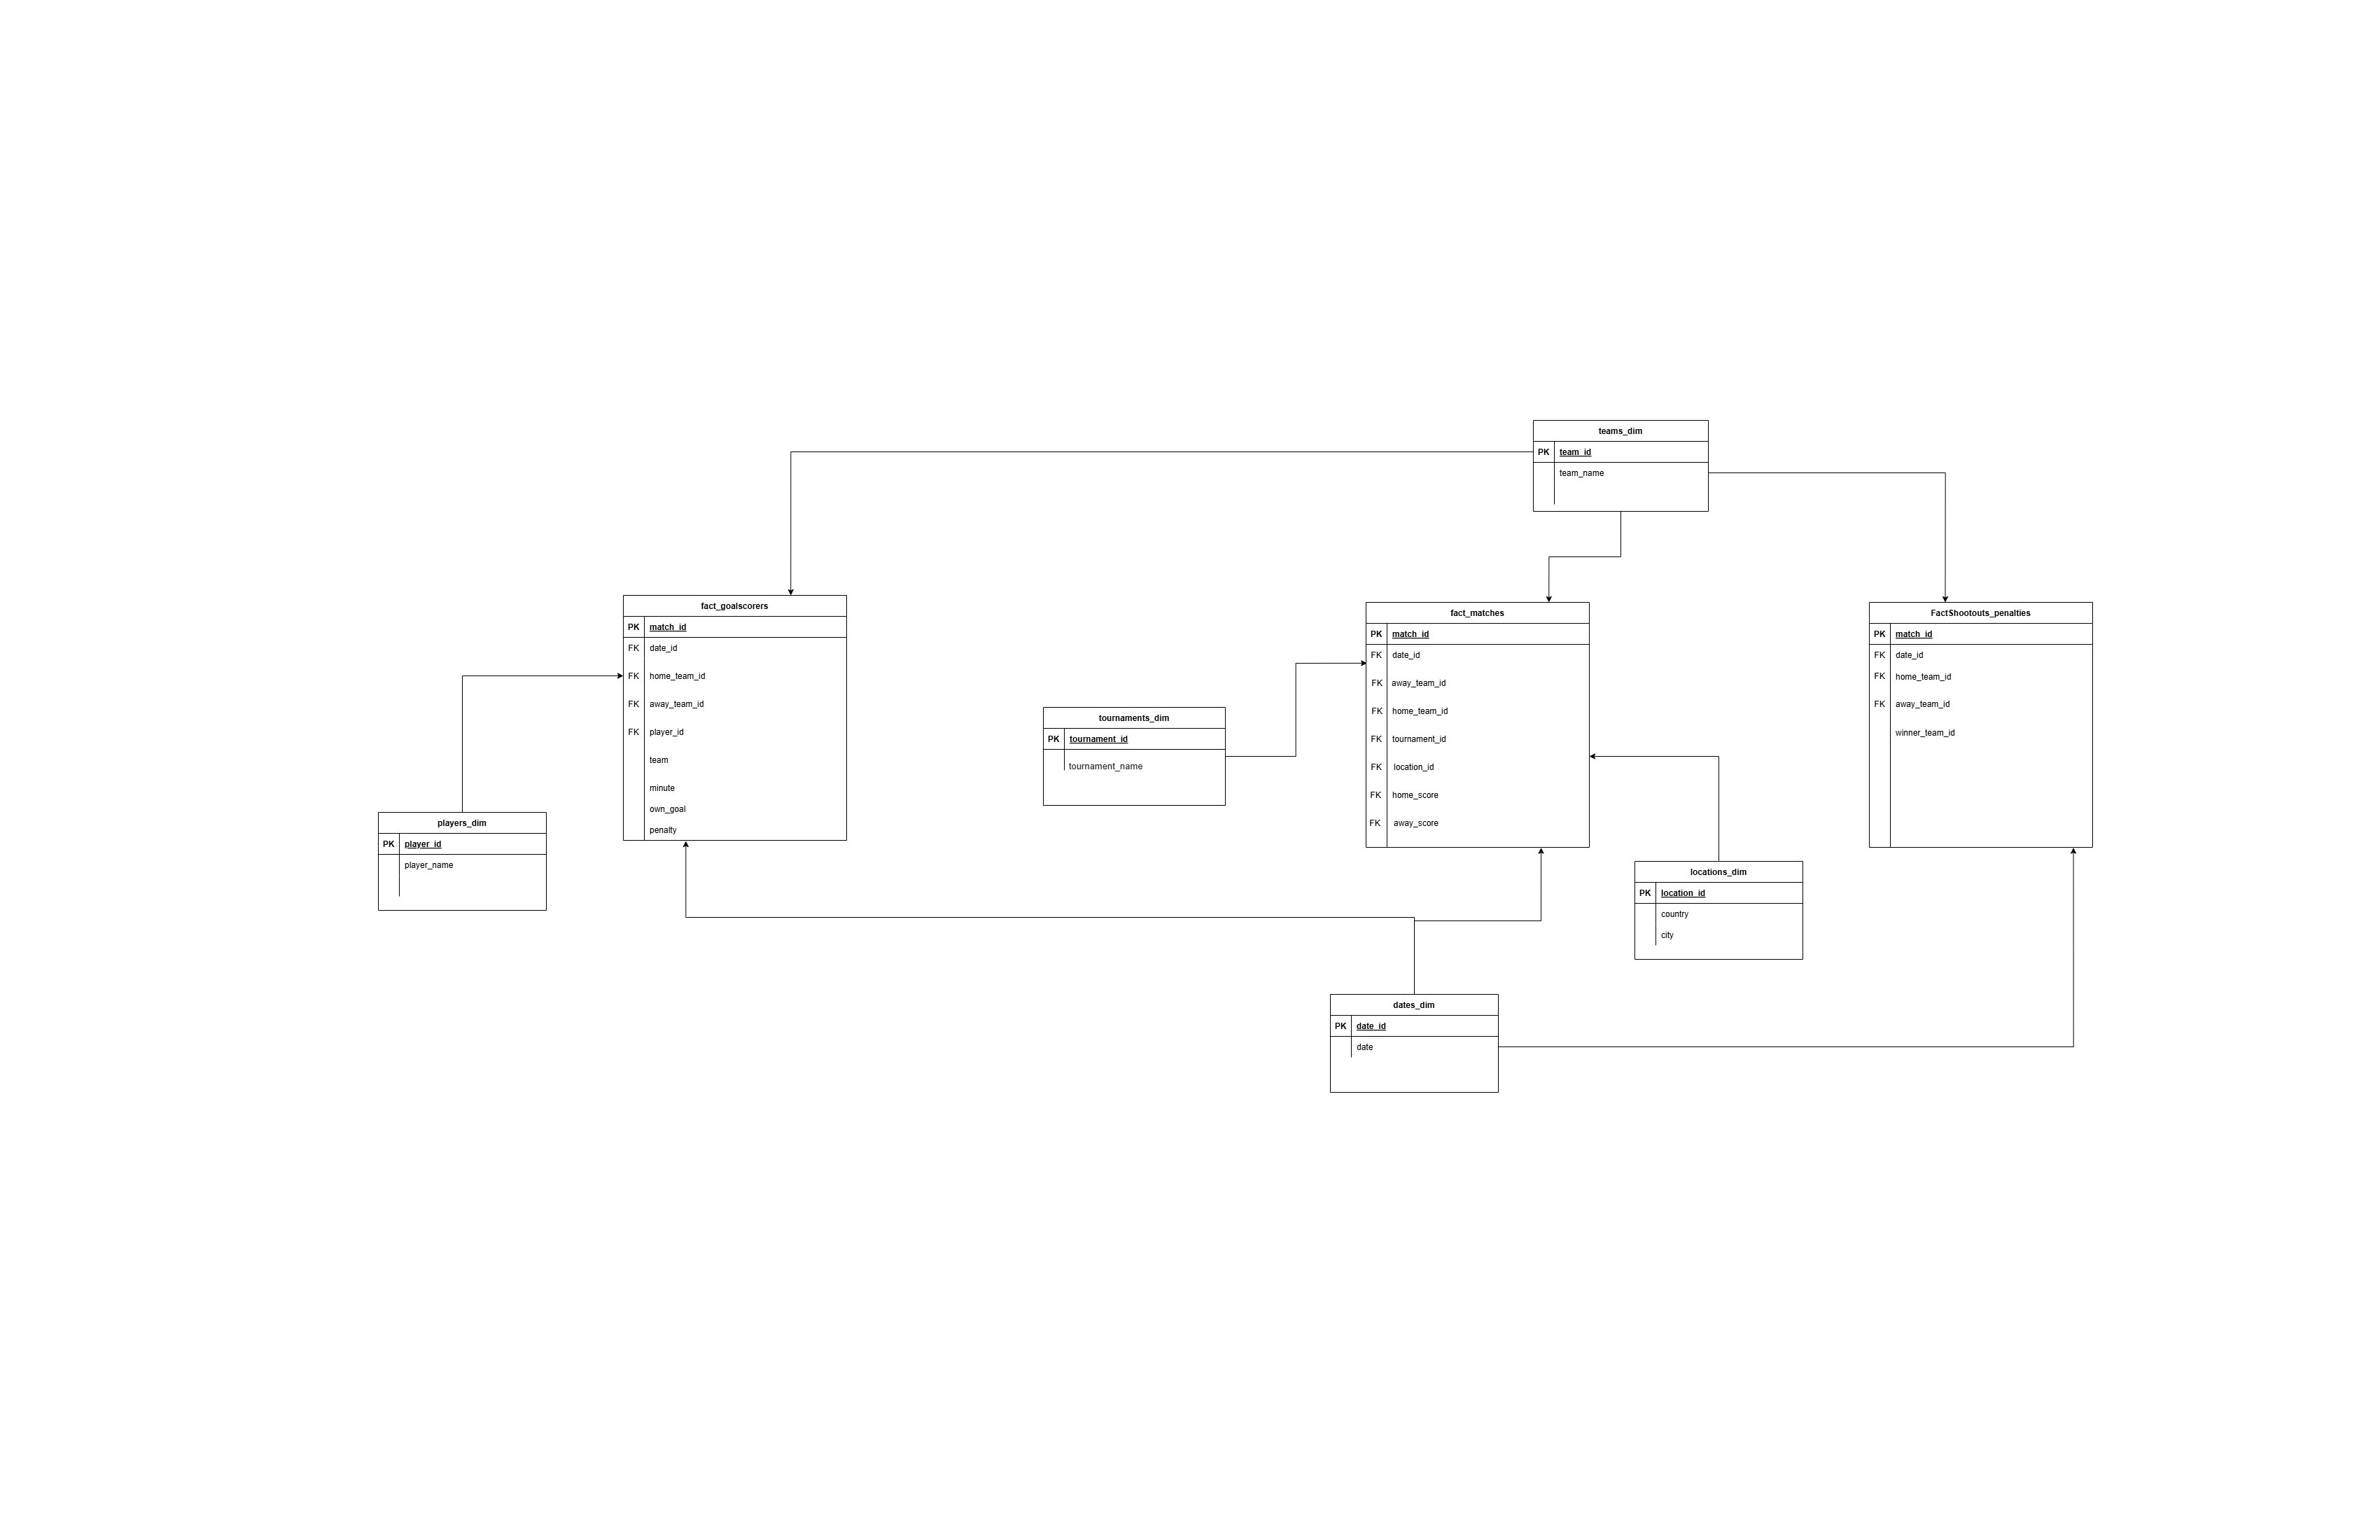 teams_dim
PK team_id
team_name
fact_goalscorers
PK match_id
FK date_id
FK home_team_id
FK away_team_id
FK player_id
team
minute
own_goal
penalty
fact_matches
PK match_id
FK date_id
FK away_team_id
FK home_team_id
FK tournament_id
FK location_id
FK home_score
FK away_score
FactShootouts_penalties
PK match_id
FK date_id
FK home_team_id
FK away_team_id
winner_team_id
tournaments_dim
PK tournament_id
tournament_name
players_dim
PK player_id
player_name
locations_dim
PK location_id
country
city
dates_dim
PK date_id
date